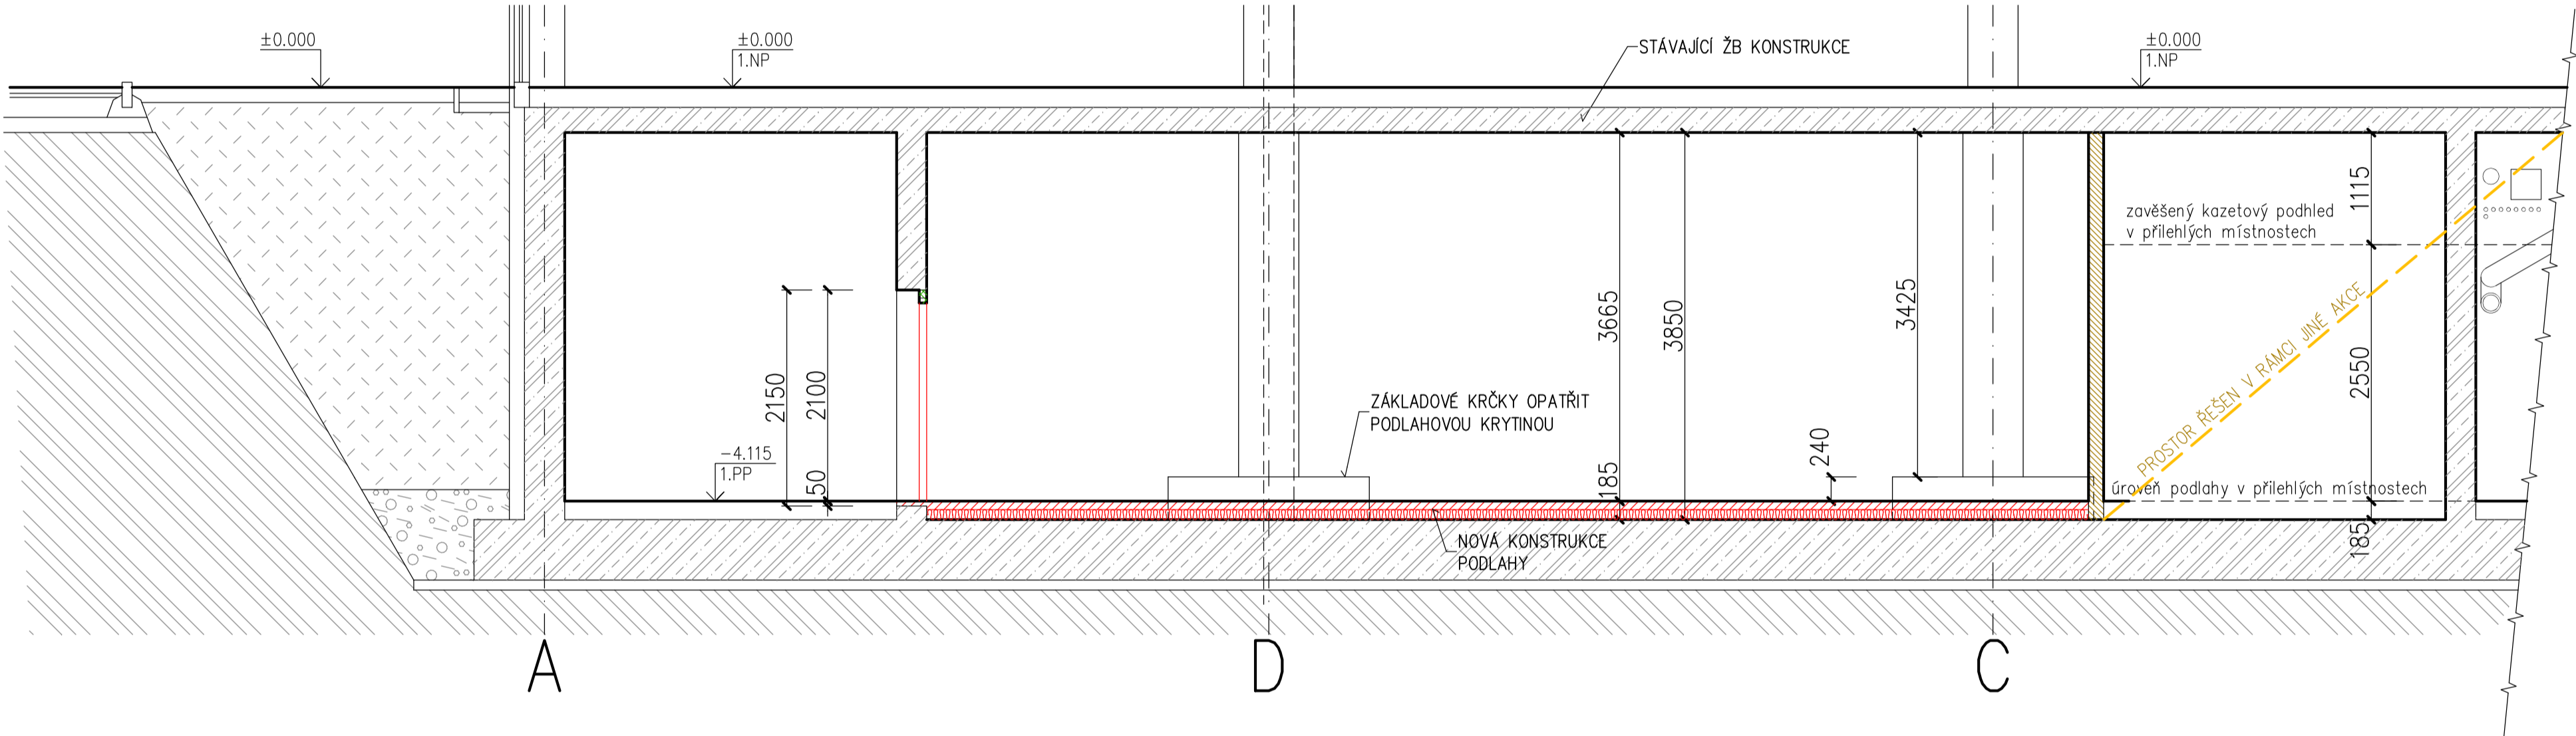 ±0.000
±0.000
1.NP
STÁVAJÍCÍ ŽB KONSTRUKCE
±0.000
1.NP
1115
zavěšený kazetový podhled
v přilehlých místnostech
3665
3850
3425
2150
2100
50
-4.115
1.PP
ZÁKLADOVÉ KRČKY OPATŘIT
PODLAHOVOU KRYTINOU
240
185
2550
PROSTOR ŘEŠEN V RÁMCI JINÉ AKCE
úroveň podlahy v přilehlých místnostech
185
NOVÁ KONSTRUKCE
PODLAHY
A
D
C